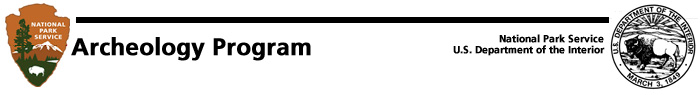 NATIONAL
PARK
SERVICE
Archeology Program
National Park Service
U.S. Department of the Interior
U.S. DEPARTMENT OF THE INTERIOR
MARCH 3, 1849